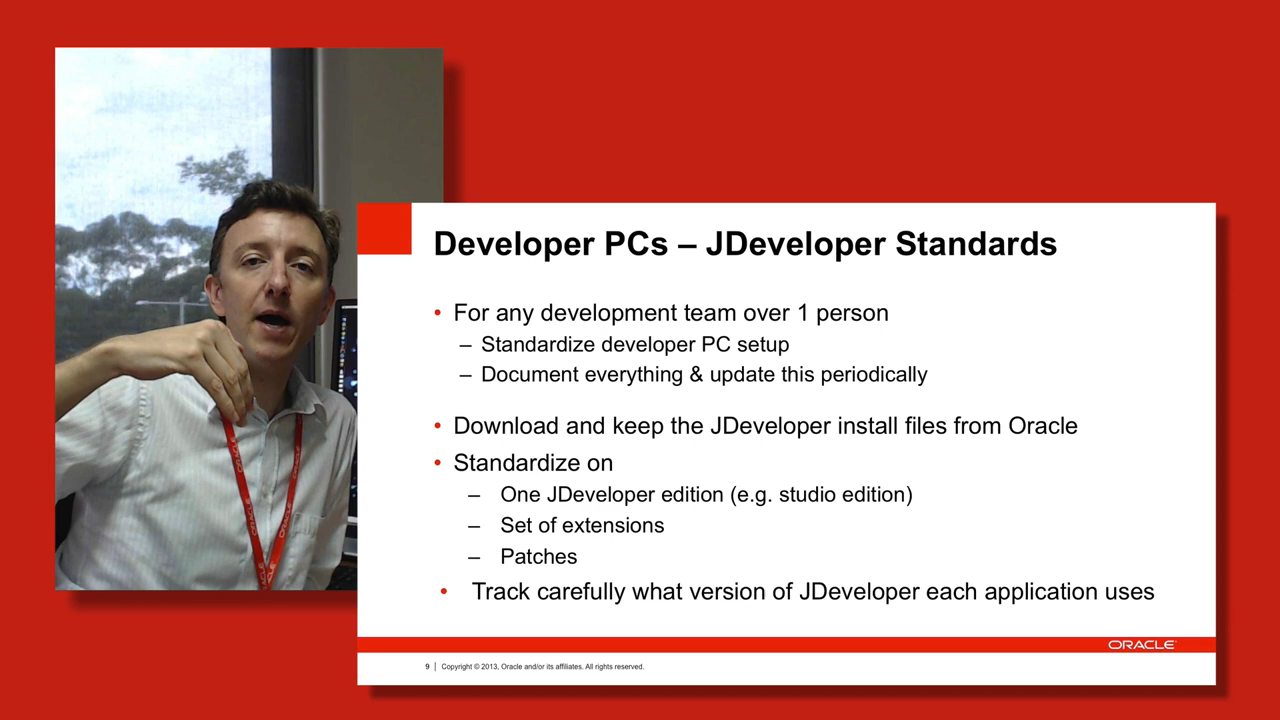 Developer PCs – JDeveloper Standards
• For any development team over 1 person
– Standardize developer PC setup
– Document everything & update this periodically
• Download and keep the JDeveloper install files from Oracle
• Standardize on
– One JDeveloper edition (e.g. studio edition)
– Set of extensions
– Patches
• Track carefully what version of JDeveloper each application uses
ORACLE
9 | Copyright © 2013, Oracle and/or its affiliates. All rights reserved.
ORACLE
ORACLE